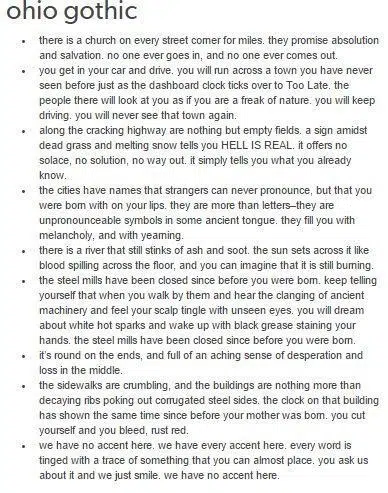 ohio gothic
• there is a church on every street corner for miles. they promise absolution
and salvation. no one ever goes in, and no one ever comes out.
• you get in your car and drive. you will run across a town you have never
seen before just as the dashboard clock ticks over to Too Late. the
people there will look at you as if you are a freak of nature. you will keep
driving. you will never see that town again.
• along the cracking highway are nothing but empty fields. a sign amidst
dead grass and melting snow tells you HELL IS REAL. it offers no
solace, no solution, no way out. it simply tells you what you already
know.
• the cities have names that strangers can never pronounce, but that you
were born with on your lips. they are more than letters–they are
unpronounceable symbols in some ancient tongue. they fill you with
melancholy, and with yearning.
• there is a river that still stinks of ash and soot. the sun sets across it like
blood spilling across the floor, and you can imagine that it is still burning.
• the steel mills have been closed since before you were born. keep telling
yourself that when you walk by them and hear the clanging of ancient
machinery and feel your scalp tingle with unseen eyes. you will dream
about white hot sparks and wake up with black grease staining your
hands. the steel mills have been closed since before you were born.
• it's round on the ends, and full of an aching sense of desperation and
loss in the middle.
• the sidewalks are crumbling, and the buildings are nothing more than
decaying ribs poking out corrugated steel sides. the clock on that building
has shown the same time since before your mother was born. you cut
yourself and you bleed, rust red.
• we have no accent here. we have every accent here. every word is
tinged with a trace of something that you can almost place. you ask us
about it and we just smile. we have no accent here.